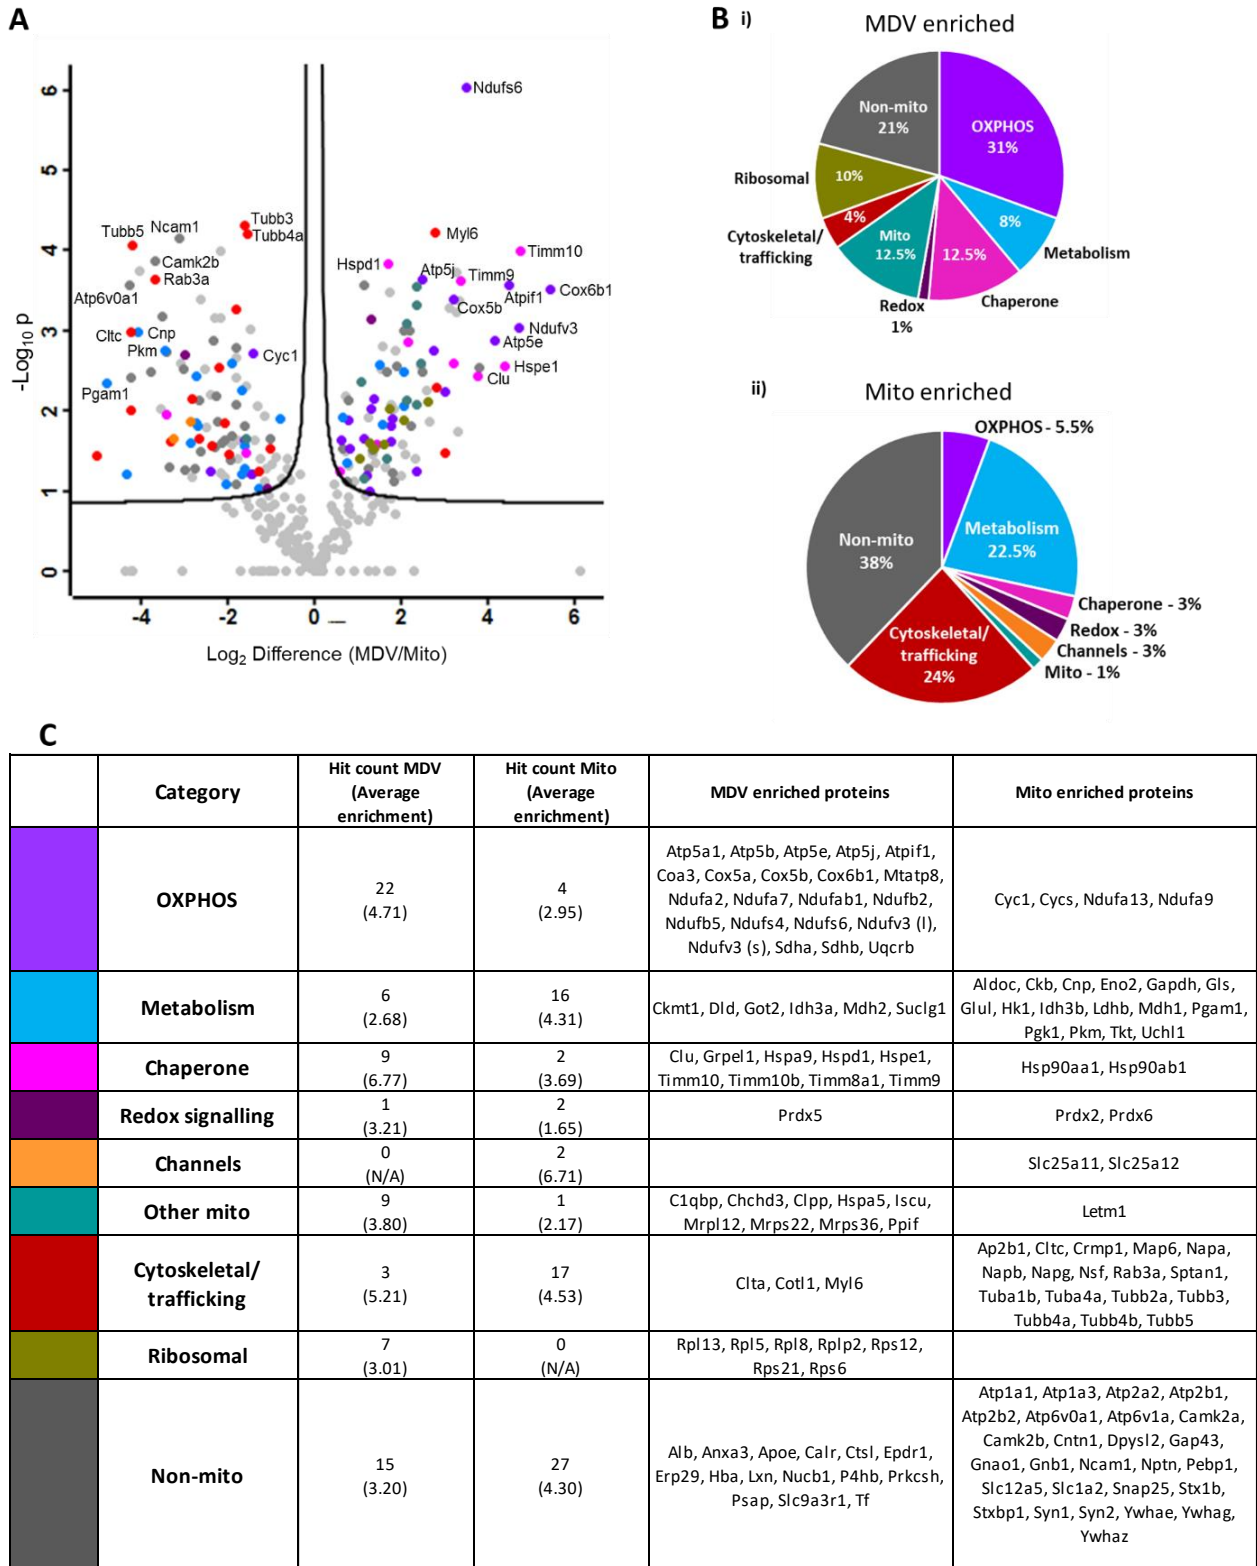 A
-Log10 p
6
5
4
3
2
1
0
-4
-2
0
2
4
6
Log2 Difference (MDV/Mito)
Ndufs6
Tubb5
Ncam1
Tubb3
Tubb4a
Camk2b
Rab3a
Atp6v0a1
Cltc
Cnp
Pkm
Pgam1
Cyc1
Myl6
Timm10
Hspd1
Atp5j
Timm9
Atpif1
Cox6b1
Cox5b
Ndufv3
Atp5e
Hspe1
Clu
B i)
MDV enriched
Non-mito
21%
OXPHOS
31%
Ribosomal
10%
8%
Metabolism
4%
Cytoskeletal/
trafficking
Mito
12.5%
12.5%
Chaperone
Redox
1%
ii)
Mito enriched
OXPHOS - 5.5%
Metabolism
22.5%
Non-mito
38%
Chaperone - 3%
Redox - 3%
Channels - 3%
Mito - 1%
Cytoskeletal/
trafficking
24%
C
Category
Hit count MDV
(Average
enrichment)
Hit count Mito
(Average
enrichment)
MDV enriched proteins
Mito enriched proteins
OXPHOS
22
(4.71)
4
(2.95)
Atp5a1, Atp5b, Atp5e, Atp5j, Atpif1,
Coa3, Cox5a, Cox5b, Cox6b1, Mtatp8,
Ndufa2, Ndufa7, Ndufab1, Ndufb2,
Ndufb5, Ndufs4, Ndufs6, Ndufv3 (l),
Ndufv3 (s), Sdha, Sdhb, Uqcrb
Cyc1, Cycs, Ndufa13, Ndufa9
Metabolism
6
(2.68)
16
(4.31)
Ckmt1, Dld, Got2, Idh3a, Mdh2, Suclg1
Aldoc, Ckb, Cnp, Eno2, Gapdh, Gls,
Glul, Hk1, Idh3b, Ldhb, Mdh1, Pgam1,
Pgk1, Pkm, Tkt, Uchl1
Chaperone
9
(6.77)
2
(3.69)
Clu, Grpel1, Hspa9, Hspd1, Hspe1,
Timm10, Timm10b, Timm8a1, Timm9
Hsp90aa1, Hsp90ab1
Redox signalling
1
(3.21)
2
(1.65)
Prdx5
Prdx2, Prdx6
Channels
0
(N/A)
2
(6.71)
Slc25a11, Slc25a12
Other mito
9
(3.80)
1
(2.17)
C1qbp, Chchd3, Clpp, Hspa5, Iscu,
Mrpl12, Mrps22, Mrps36, Ppif
Letm1
Cytoskeletal/
trafficking
3
(5.21)
17
(4.53)
Clta, Cotl1, Myl6
Ap2b1, Cltc, Crmp1, Map6, Napa,
Napb, Napg, Nsf, Rab3a, Sptan1,
Tuba1b, Tuba4a, Tubb2a, Tubb3,
Tubb4a, Tubb4b, Tubb5
Ribosomal
7
(3.01)
0
(N/A)
Rpl13, Rpl5, Rpl8, Rplp2, Rps12,
Rps21, Rps6
Non-mito
15
(3.20)
27
(4.30)
Alb, Anxa3, Apoe, Calr, Ctsl, Epdr1,
Erp29, Hba, Lxn, Nucb1, P4hb, Prkcsh,
Psap, Slc9a3r1, Tf
Atp1a1, Atp1a3, Atp2a2, Atp2b1,
Atp2b2, Atp6v0a1, Atp6v1a, Camk2a,
Camk2b, Cntn1, Dpysl2, Gap43,
Gnao1, Gnb1, Ncam1, Nptn, Pebp1,
Slc12a5, Slc1a2, Snap25, Stx1b,
Stxbp1, Syn1, Syn2, Ywhae, Ywhag,
Ywhaz